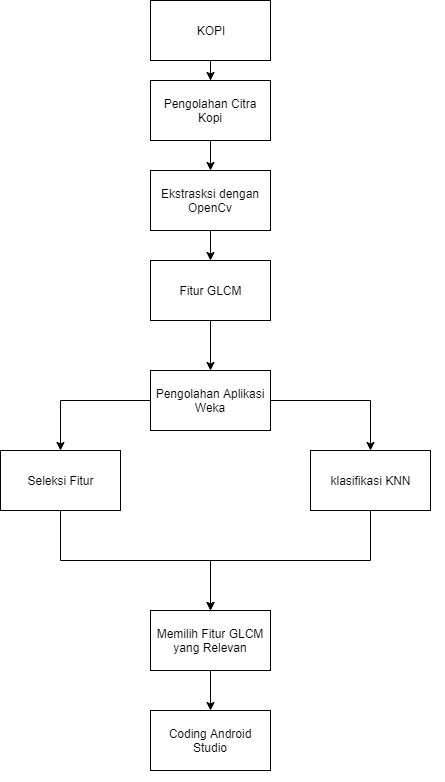 KOPI
Pengolahan Citra
Kopi
Ekstrasksi dengan
OpenCv
Fitur GLCM
Pengolahan Aplikasi
Weka
Seleksi Fitur
klasifikasi KNN
Memilih Fitur GLCM
yang Relevan
Coding Android
Studio